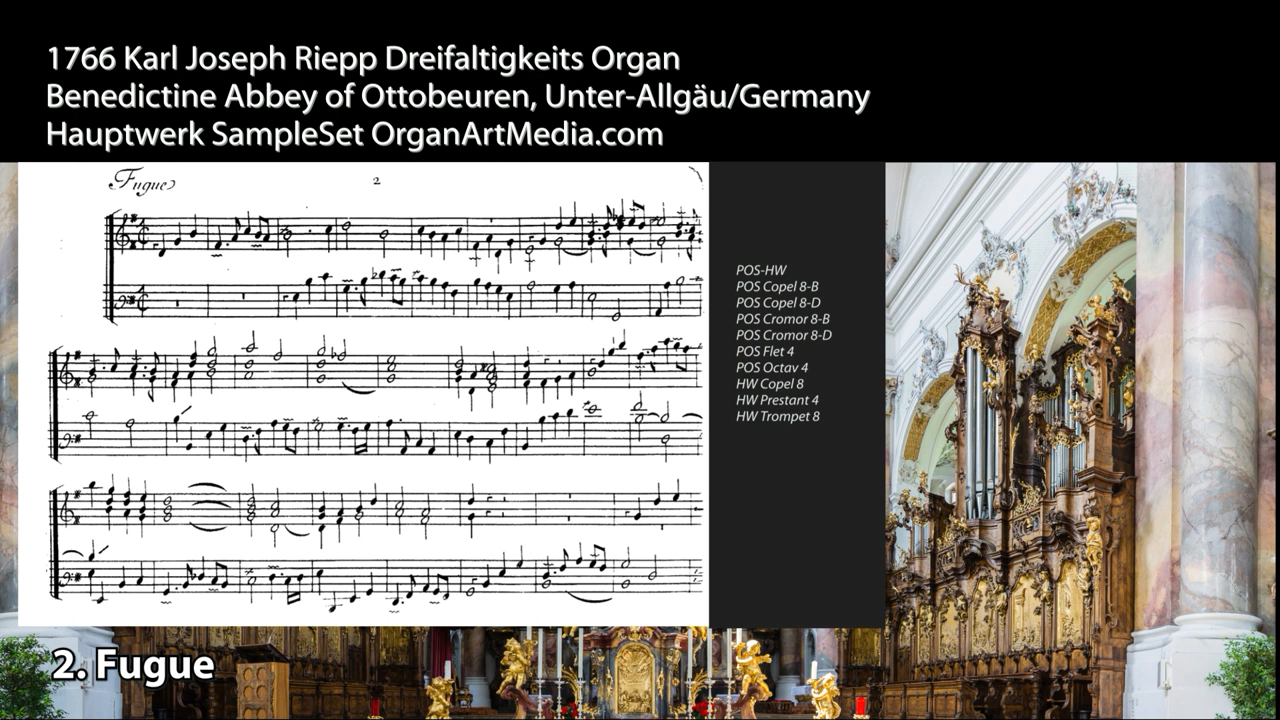 1766 Karl Joseph Riepp Dreifaltigkeits Organ
Benedictine Abbey of Ottobeuren, Unter-Allgäu/Germany
Hauptwerk SampleSet OrganArtMedia.com
Fugue
2
POS-HW
POS Copel 8-B
POS Copel 8-D
POS Cromor 8-B
POS Cromor 8-D
POS Flet 4
POS Octav 4
HW Copel 8
HW Prestant 4
HW Trompet 8
2. Fugue